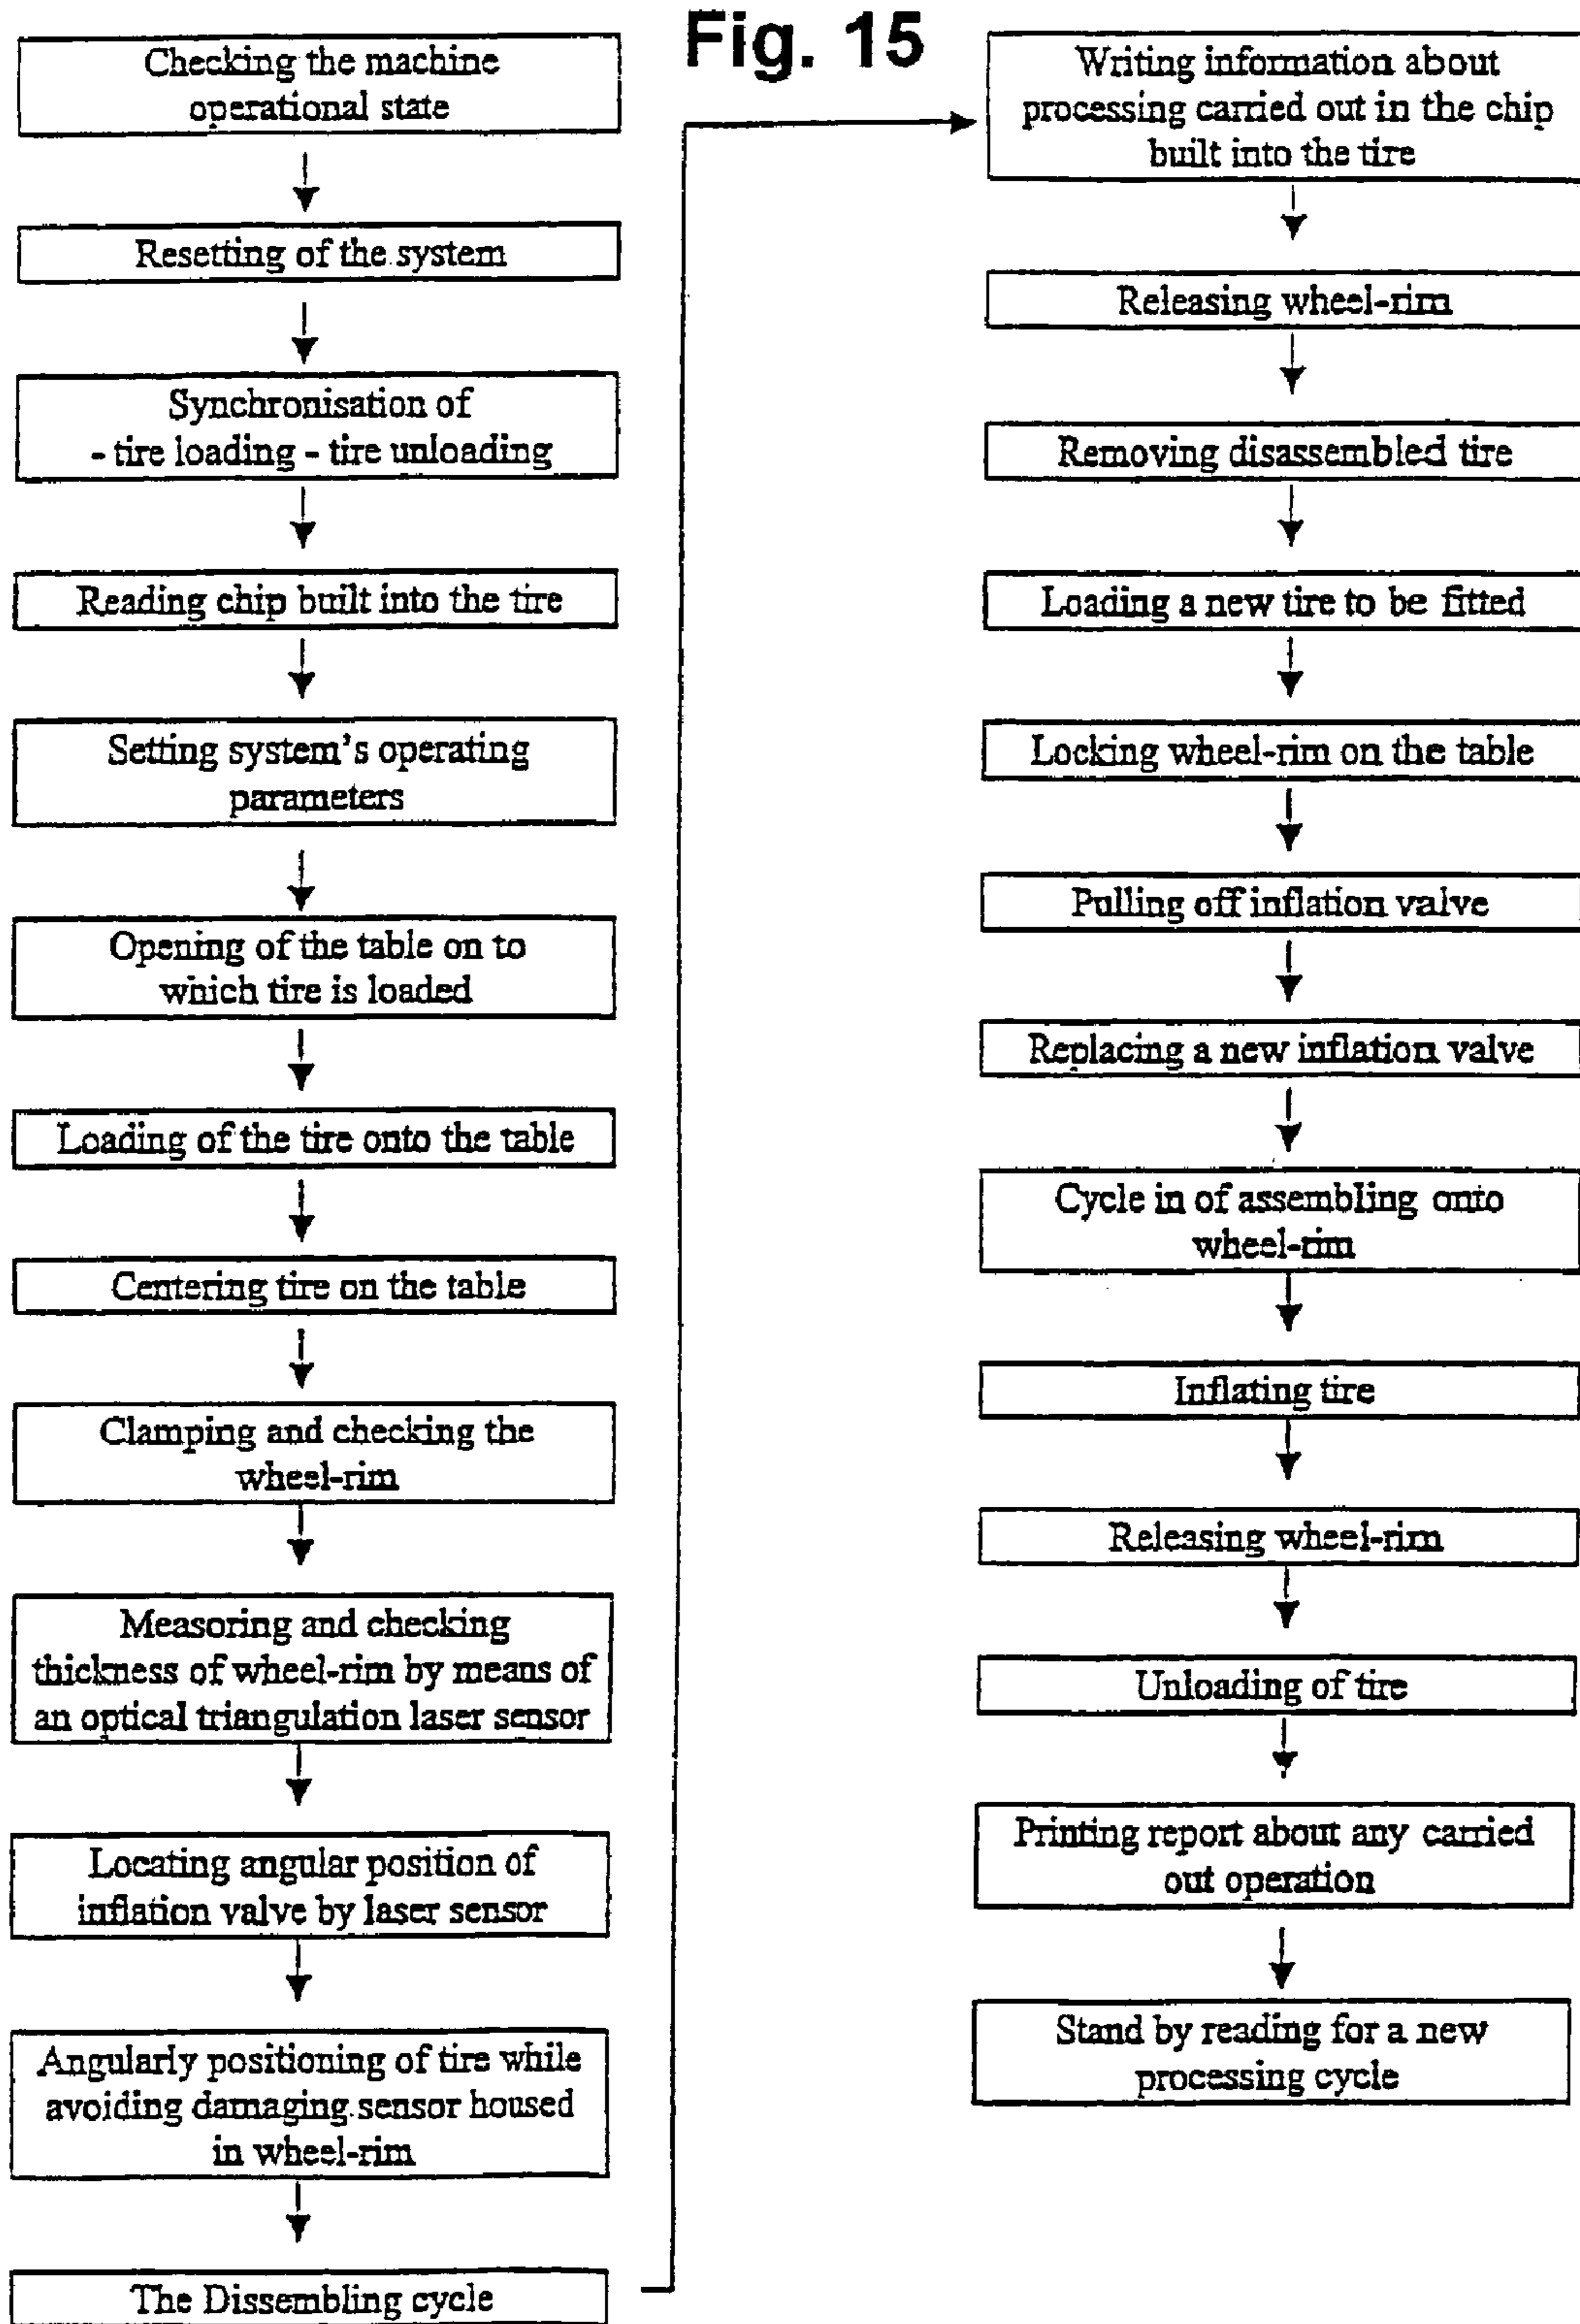 Fig. 15
Checking the machine
operational state
Resetting of the system
Synchronisation of
- tire loading - tire unloading
Reading chip built into the tire
Setting system's operating
parameters
Opening of the table on to
which tire is loaded
Loading of the tire onto the table
Centering tire on the table
Clamping and checking the
wheel-rim
Measoring and checking
thickness of wheel-rim by means of
an optical triangulation laser sensor
Locating angular position of
inflation valve by laser sensor
Angularly positioning of tire while
avoiding damaging sensor housed
in wheel-rim
The Dissembling cycle
Writing information about
processing carried out in the chip
built into the tire
Releasing wheel-rim
Removing disassembled tire
Loading a new tire to be fitted
Locking wheel-rim on the table
Pulling off inflation valve
Replacing a new inflation valve
Cycle in of assembling onto
wheel-rim
Inflating tire
Releasing wheel-rim
Unloading of tire
Printing report about any carried
out operation
Stand by reading for a new
processing cycle